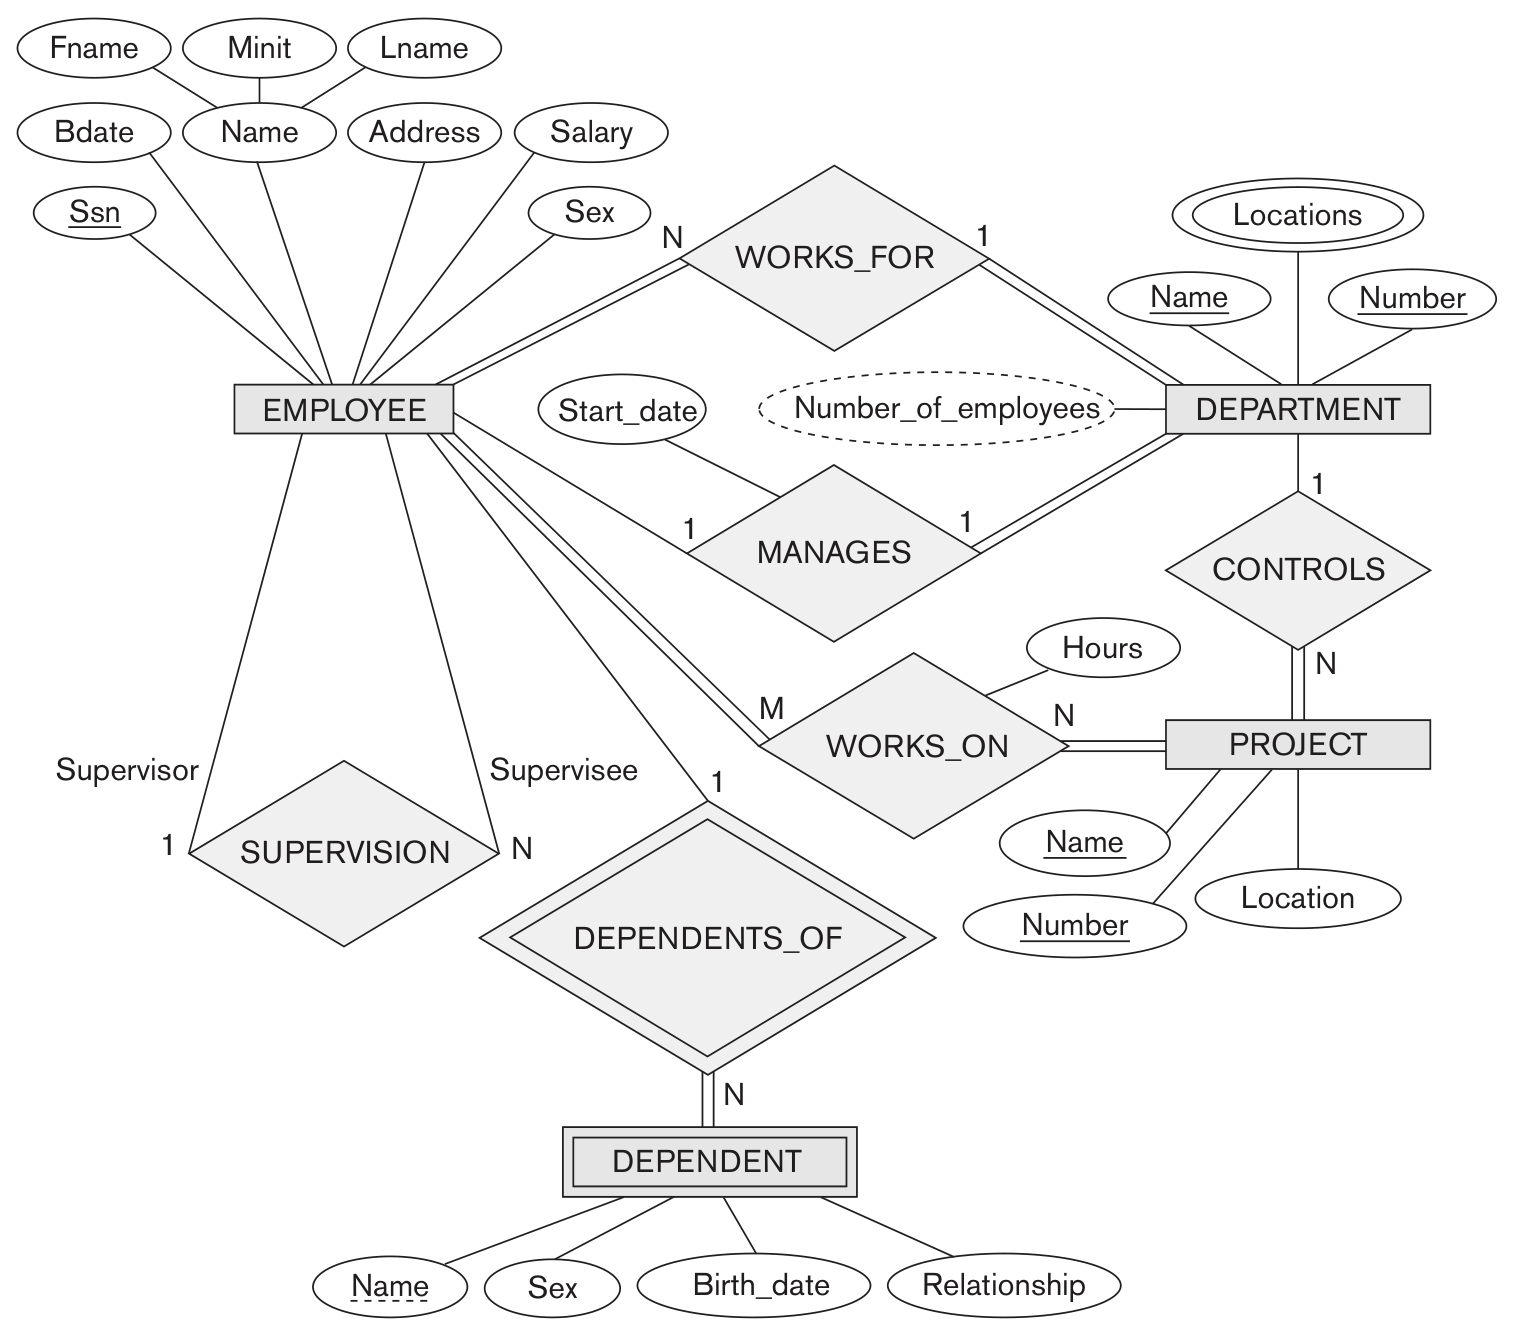 Fname
Minit
Lname
Bdate
Name
Address
Salary
Ssn
Sex
N
WORKS_FOR
1
Locations
Name
Number
EMPLOYEE
Start_date
Number_of_employees
DEPARTMENT
1
MANAGES
1
1
CONTROLS
N
Hours
M
WORKS_ON
N
PROJECT
Supervisor
Supervisee
1
SUPERVISION
N
1
Name
Number
Location
DEPENDENTS_OF
N
DEPENDENT
Name
Sex
Birth_date
Relationship